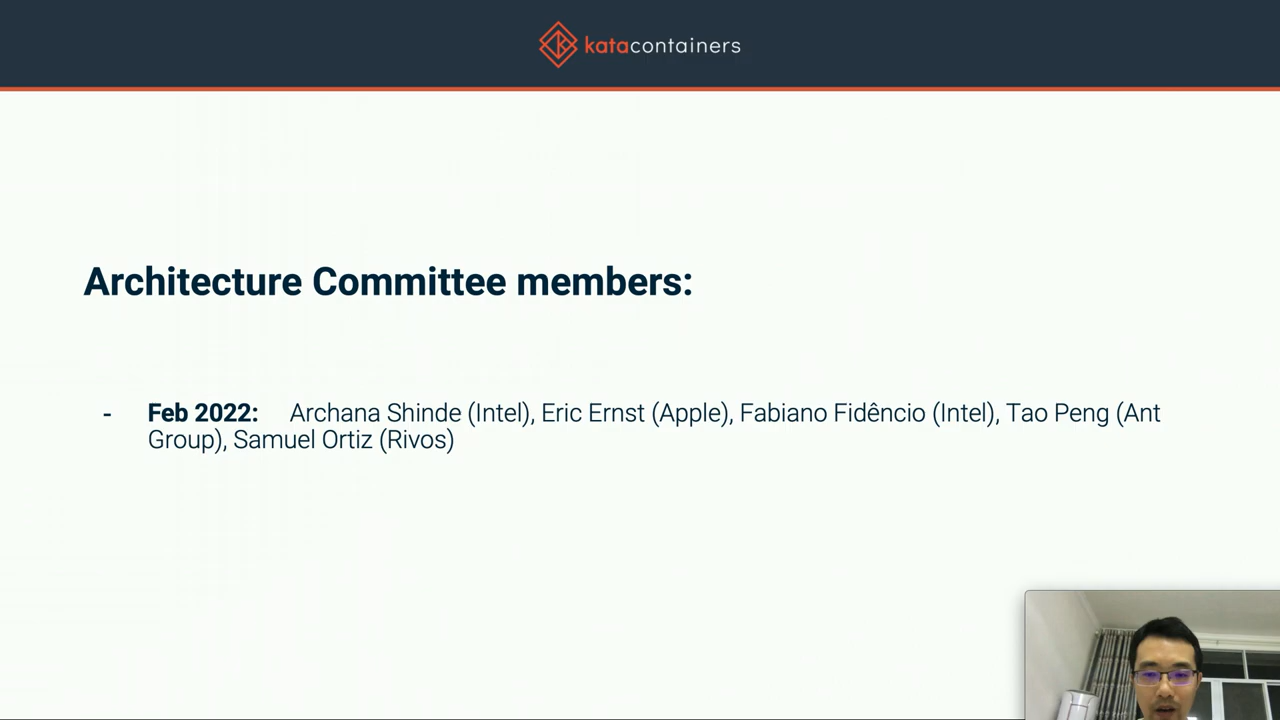 katacontainers
Architecture Committee members:
- Feb 2022: Archana Shinde (Intel), Eric Ernst (Apple), Fabiano Fidêncio (Intel), Tao Peng (Ant
Group), Samuel Ortiz (Rivos)